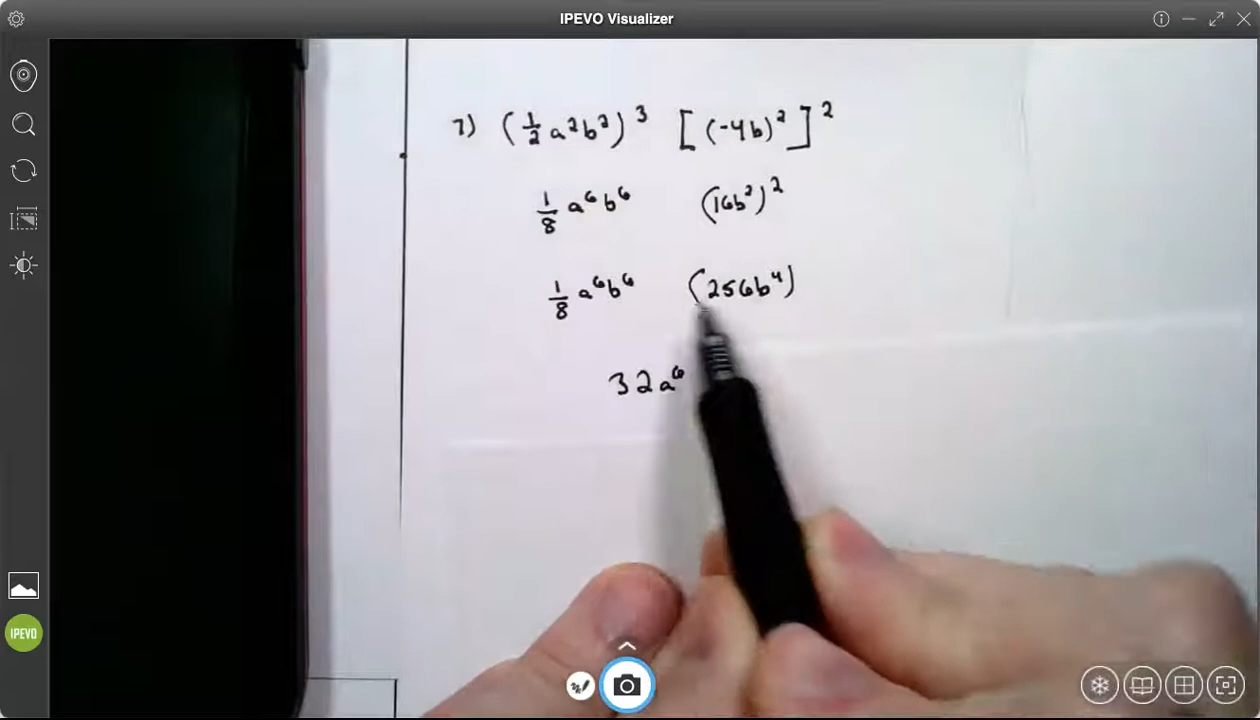 IPEVO Visualizer
7) (1/2 a²b²)³ [(-4b)²]²
1/8 a⁶b⁶ (16b²)²
1/8 a⁶b⁶ (256b⁴)
32a⁶
IPEVO